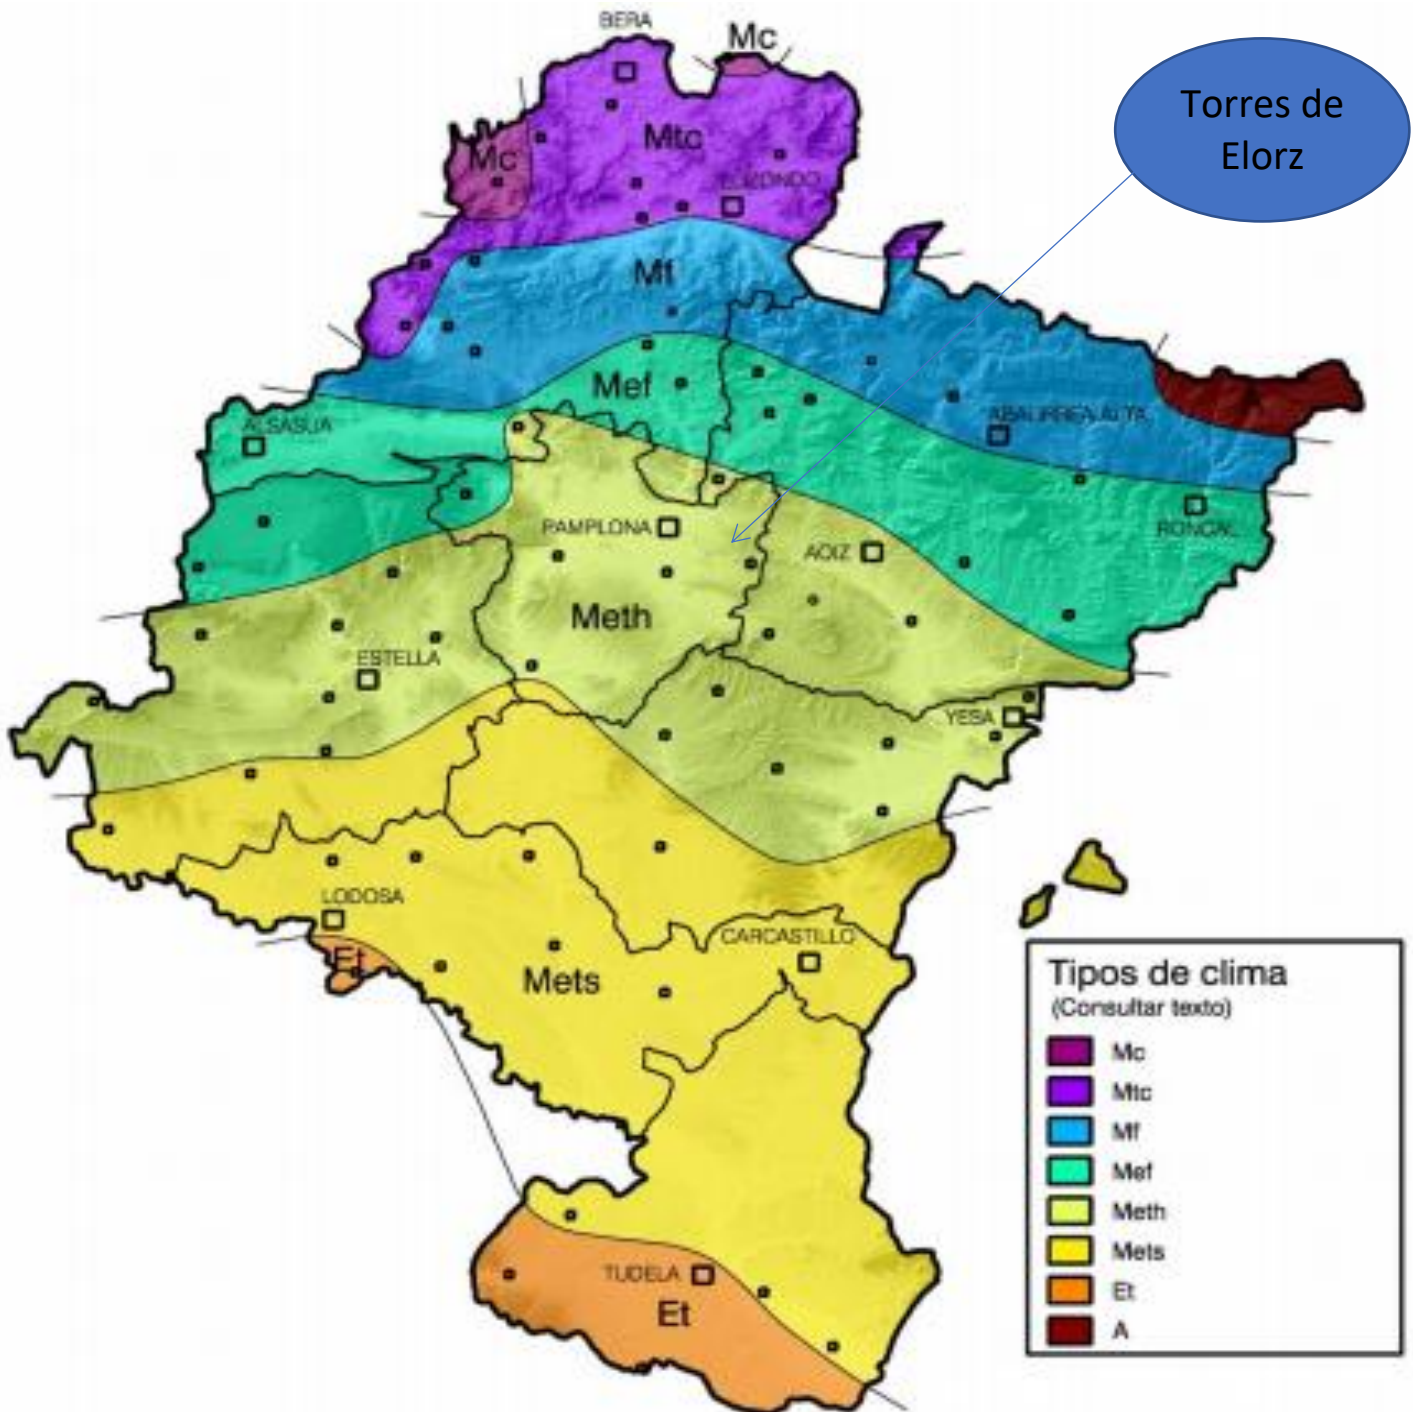 BERA
Mc
Torres de
Elorz
Mtc
Mc
ELIZONDO
Mf
Mef
ALSASUA
ABAURREA ALTA
RONCAL
PAMPLONA
AOIZ
Meth
ESTELLA
YESA
LODOSA
CARCASTILLO
Et
Mets
Tipos de clima
(Consultar texto)
Mc
Mtc
Mf
Mef
Meth
Mets
Et
A
TUDELA
Et